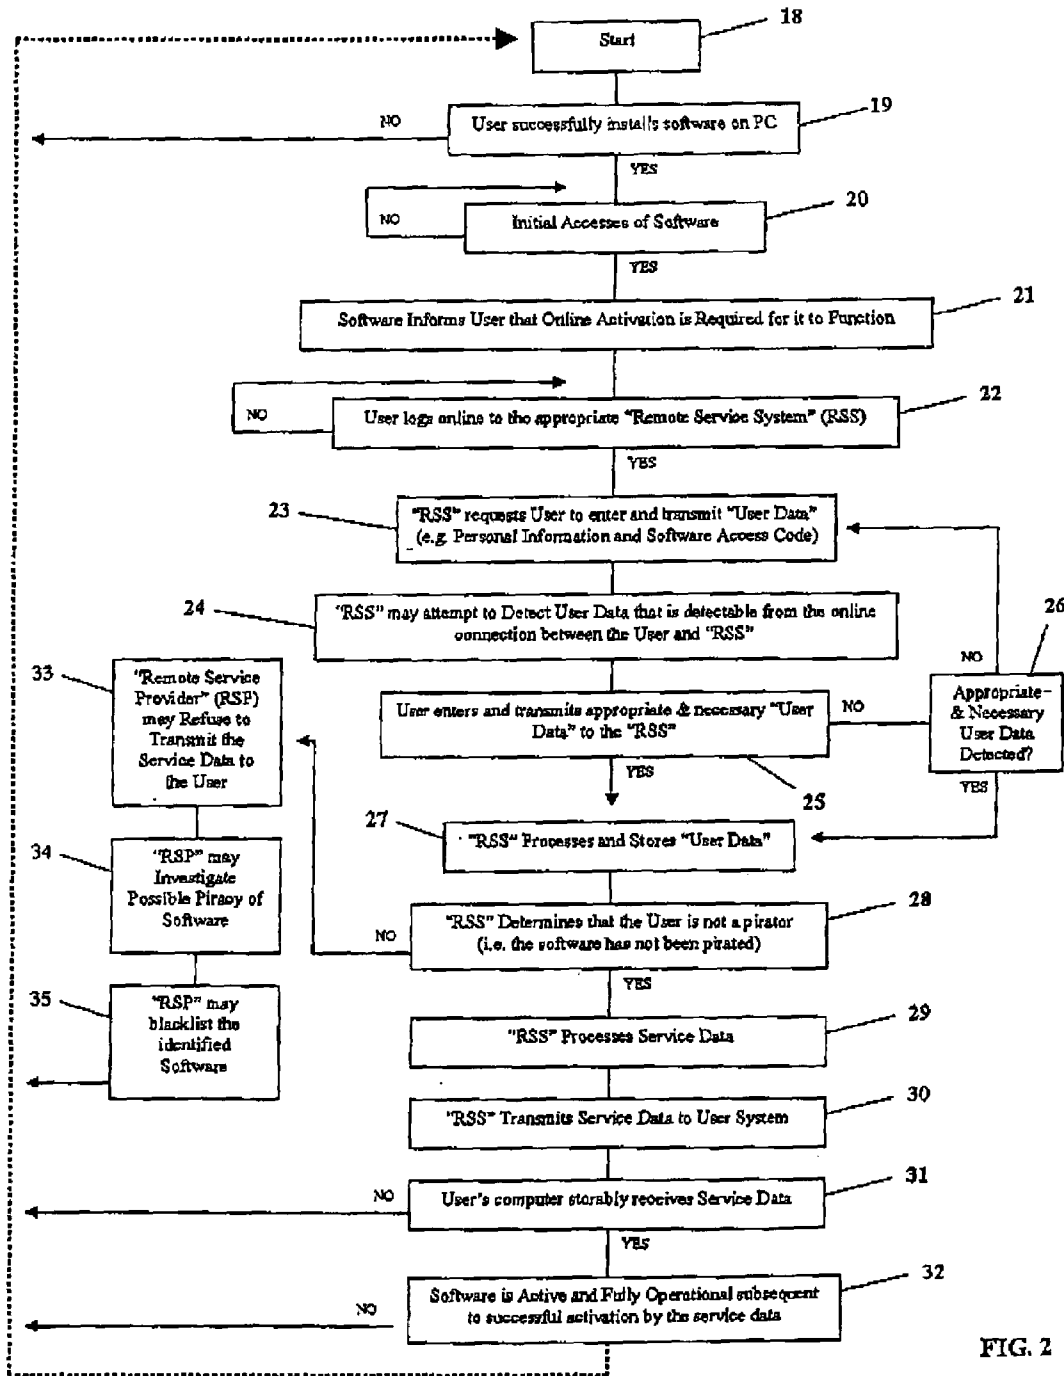 18
Start
19
NO
User successfully installs software on PC
YES
20
NO
Initial Accesses of Software
YES
21
Software Informs User that Online Activation is Required for it to Function
22
NO
User logs online to the appropriate "Remote Service System" (RSS)
YES
23
"RSS" requests User to enter and transmit "User Data"
(e.g. Personal Information and Software Access Code)
24
"RSS" may attempt to Detect User Data that is detectable from the online
connection between the User and "RSS"
26
NO
Appropriate-
& Necessary
User Data
Detected?
YES
User enters and transmits appropriate & necessary "User
Data" to the "RSS"
NO
YES
25
27
"RSS" Processes and Stores "User Data"
28
"RSS" Determines that the User is not a pirator
(i.e. the software has not been pirated)
NO
YES
33
"Remote Service
Provider" (RSP)
may Refuse to
Transmit the
Service Data to
the User
34
"RSP" may
Investigate
Possible Piracy of
Software
35
"RSP" may
blacklist the
identified
Software
29
"RSS" Processes Service Data
30
"RSS" Transmits Service Data to User System
31
NO
User's computer storably receives Service Data
YES
32
NO
Software is Active and Fully Operational subsequent
to successful activation by the service data
FIG. 2